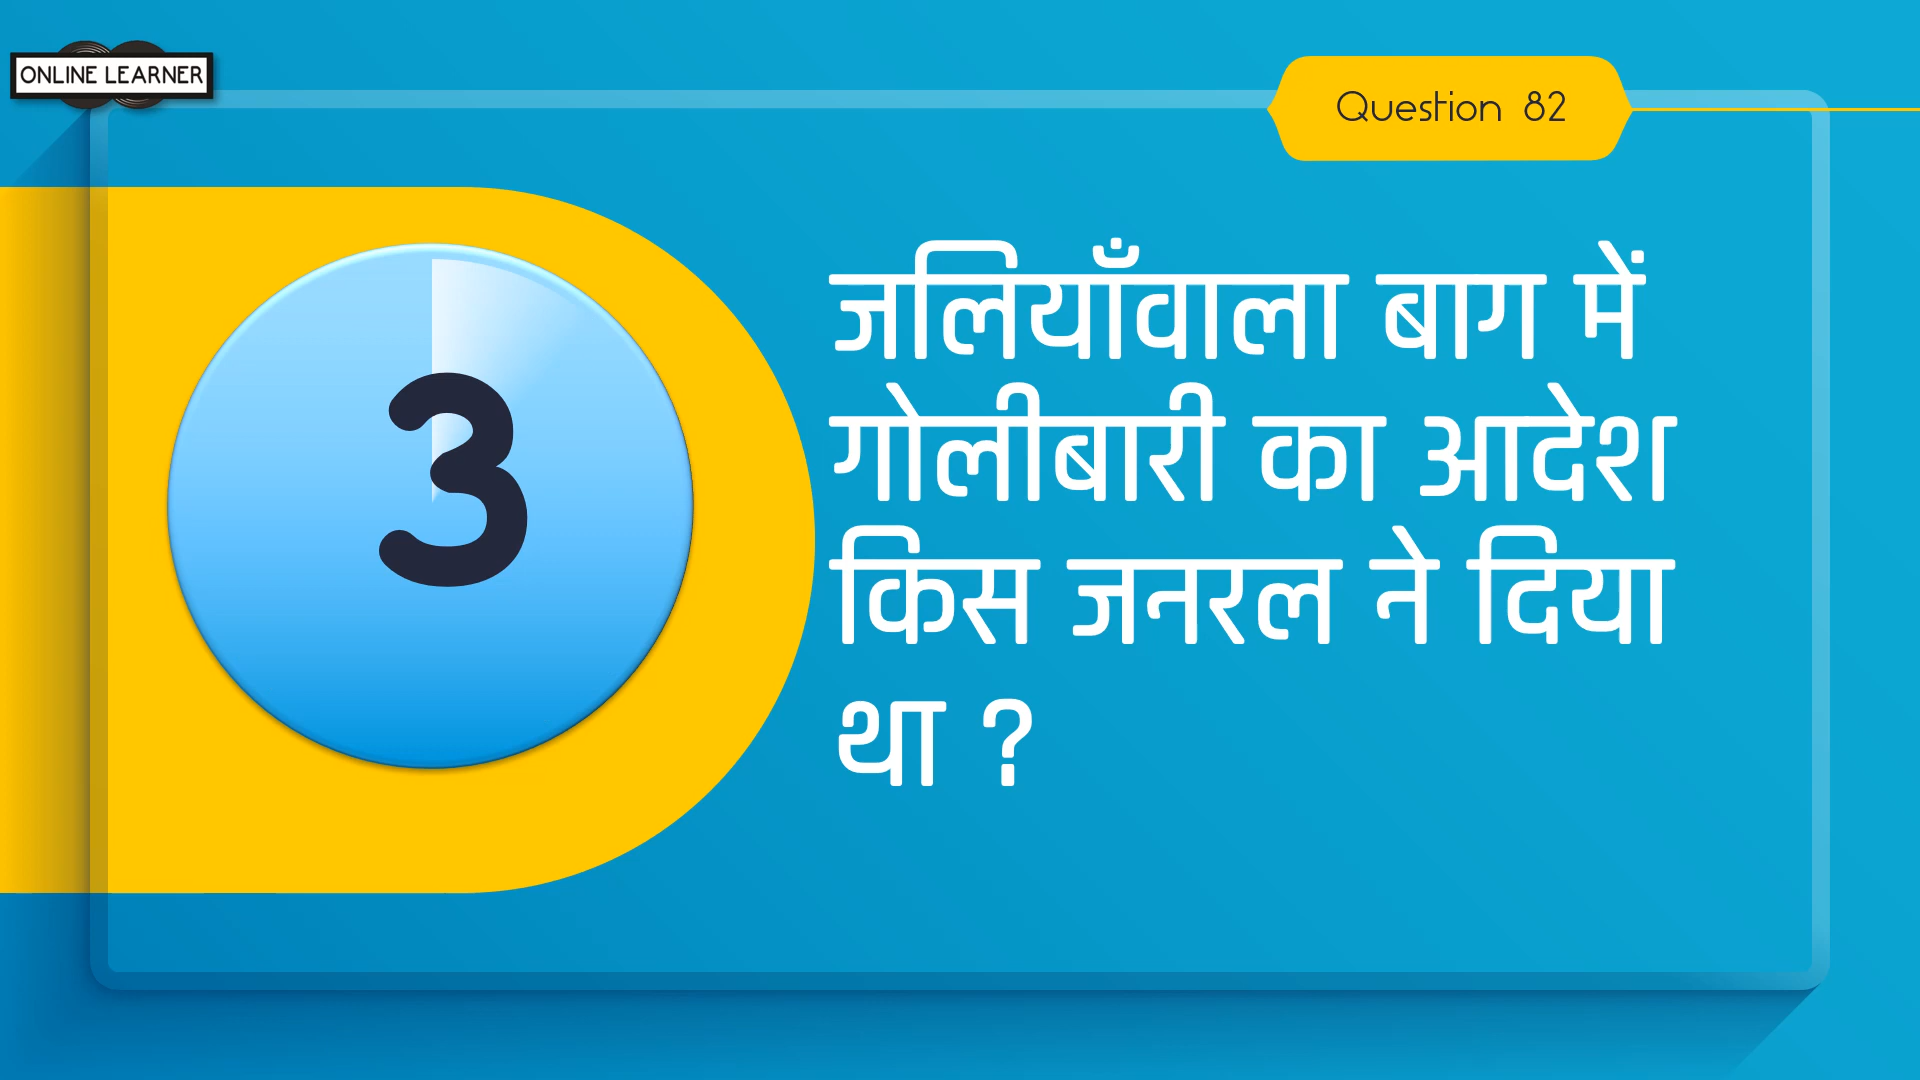 ONLINE LEARNER
Question 82
3
जलियाँवाला बाग में
गोलीबारी का आदेश
किस जनरल ने दिया
था ?